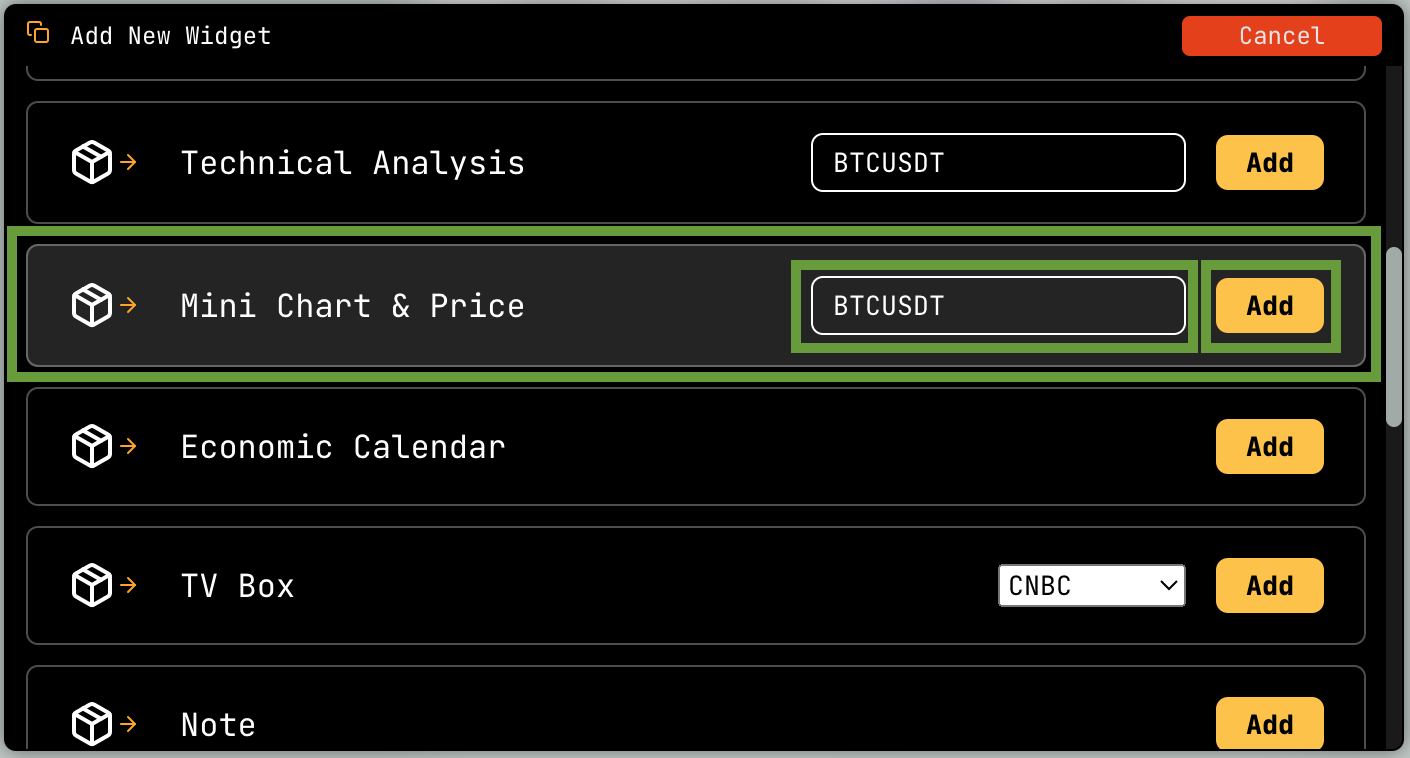 Add New Widget Cancel
Technical Analysis BTCUSDT Add
Mini Chart & Price BTCUSDT Add
Economic Calendar Add
TV Box CNBC Add
Note Add